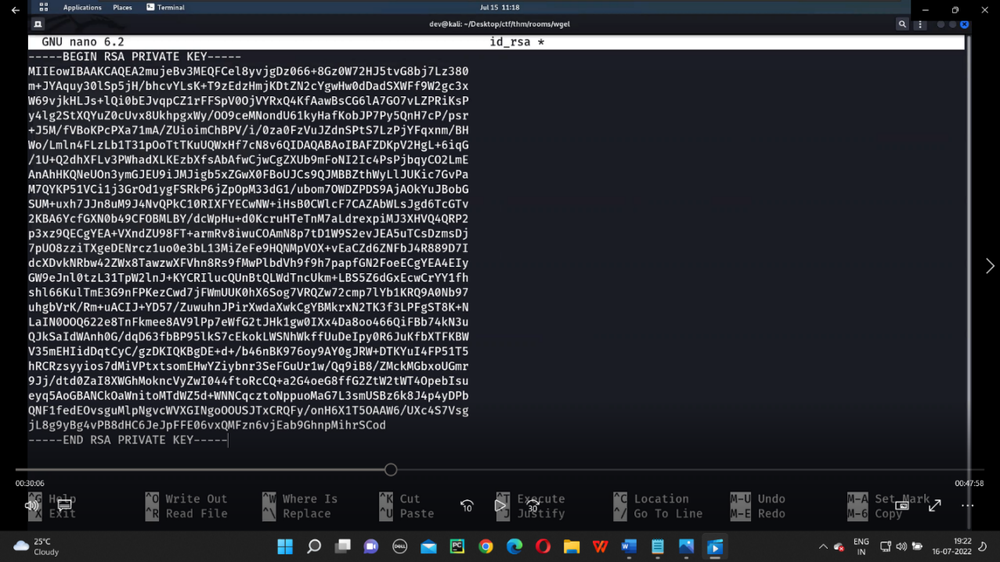 Applications Places Terminal
Jul 15 11:18
dev@kali: ~/Desktop/ctf/thm/rooms/wgel
GNU nano 6.2 id_rsa *
-----BEGIN RSA PRIVATE KEY-----
MIIEowIBAAKCAQEA2mujeBv3MEQFCel8yvjgDz066+8Gz0W72HJ5tvG8bj7Lz380
m+JYAquy30lSp5jH/bhcvYLsK+T9zEdzHmjKDtZN2cYgwHw0dDadSXWFf9W2gc3x
W69vjkHLJs+lQi0bEJvqpCZ1rFFSpV0OjVYRxQ4KfAawBsCG6lA7GO7vLZPRiKsP
y4lg2StXQYuZ0cUvx8UkhpgxWy/OO9ceMNondU61kyHafKobJP7Py5QnH7cP/psr
+J5M/fVBoKPcPXa71mA/ZUioimChBPV/i/0za0FzVuJZdnSPtS7LzPjYFqxnm/BH
Wo/Lmln4FLzLb1T31pOoTtTKuUQWxHf7cN8v6QIDAQABAoIBAFZDKpV2HgL+6iqG
/1U+Q2dhXFLv3PWhadXLKEzbXfsAbAfwCjwCgZXUb9mFoNI2Ic4PsPjbqyCO2LmE
AnAhHKQNeUOn3ymGJEU9iJMJigb5xZGwX0FBoUJCs9QJMBBZthWyLlJUKic7GvPa
M7QYKP51VCi1j3GrOd1ygFSRkP6jZpOpM33dG1/ubom7OWDZPDS9AjAOkYuJBobG
SUM+uxh7JJn8uM9J4NvQPkC10RIXFYECwNW+iHsB0CWlcF7CAZAbWLsJgd6TcGTv
2KBA6YcfGXN0b49CFOBMLBY/dcWpHu+d0KcruHTeTnM7aLdrexpiMJ3XHVQ4QRP2
p3xz9QECgYEA+VXndZU98FT+armRv8iwuCOAmN8p7tD1W9S2evJEA5uTCsDzmsDj
7pUO8zziTXgeDENrcz1uo0e3bL13MiZeFe9HQNMpVOX+vEaCZd6ZNFbJ4R889D7I
dcXDvkNRbw42ZWx8TawzwXFVhn8Rs9fMwPlbdVh9f9h7papfGN2FoeECgYEA4EIy
GW9eJnl0tzL31TpW2lnJ+KYCRIlucQUnBtQLWdTncUkm+LBS5Z6dGxEcwCrYY1fh
shl66KulTmE3G9nFPKezCwd7jFWmUUK0hX6Sog7VRQZw72cmp7lYb1KRQ9A0Nb97
uhgbVrK/Rm+uACIJ+YD57/ZuwuhnJPirXwdaXwkCgYBMkrxN2TK3f3LPFgST8K+N
LaIN0OOQ622e8TnFkmee8AV9lPp7eWfG2tJHk1gw0IXx4Da8oo466QiFBb74kN3u
QJkSaIdWAnh0G/dqD63fbBP95lkS7cEkokLWSNhWkffUuDeIpy0R6JuKfbXTFKBW
V35mEHIidDqtCyC/gzDKIQKBgDE+d+/b46nBK976oy9AY0gJRW+DTKYuI4FP51T5
hRCRzsyyios7dMiVPtxtsomEHwYZiybnr3SeFGuUr1w/Qq9iB8/ZMckMGbxoUGmr
9Jj/dtd0ZaI8XWGhMokncVyZwI044ftoRcCQ+a2G4oeG8ffG2ZtW2tWT4OpebIsu
eyq5AoGBANCkOaWnitoMTdWZ5d+WNNCqcztoNppuoMaG7L3smUSBz6k8J4p4yDPb
QNF1fedEOvsguMlpNgvcWVXGINgoOOUSJTxCRQFy/onH6X1T5OAAW6/UXc4S7Vsg
jL8g9yBg4vPB8dHC6JeJpFFE06vxQMFzn6vjEab9GhnpMihrSCod
-----END RSA PRIVATE KEY-----
00:30:06 00:47:58
^G Help ^O Write Out ^W Where Is ^K Cut ^T Execute ^C Location M-U Undo M-A Set Mark
^X Exit ^R Read File ^\ Replace ^U Paste ^J Justify ^/ Go To Line M-E Redo M-6 Copy
10 30
25°C
Cloudy
ENG
IN
19:22
16-07-2022